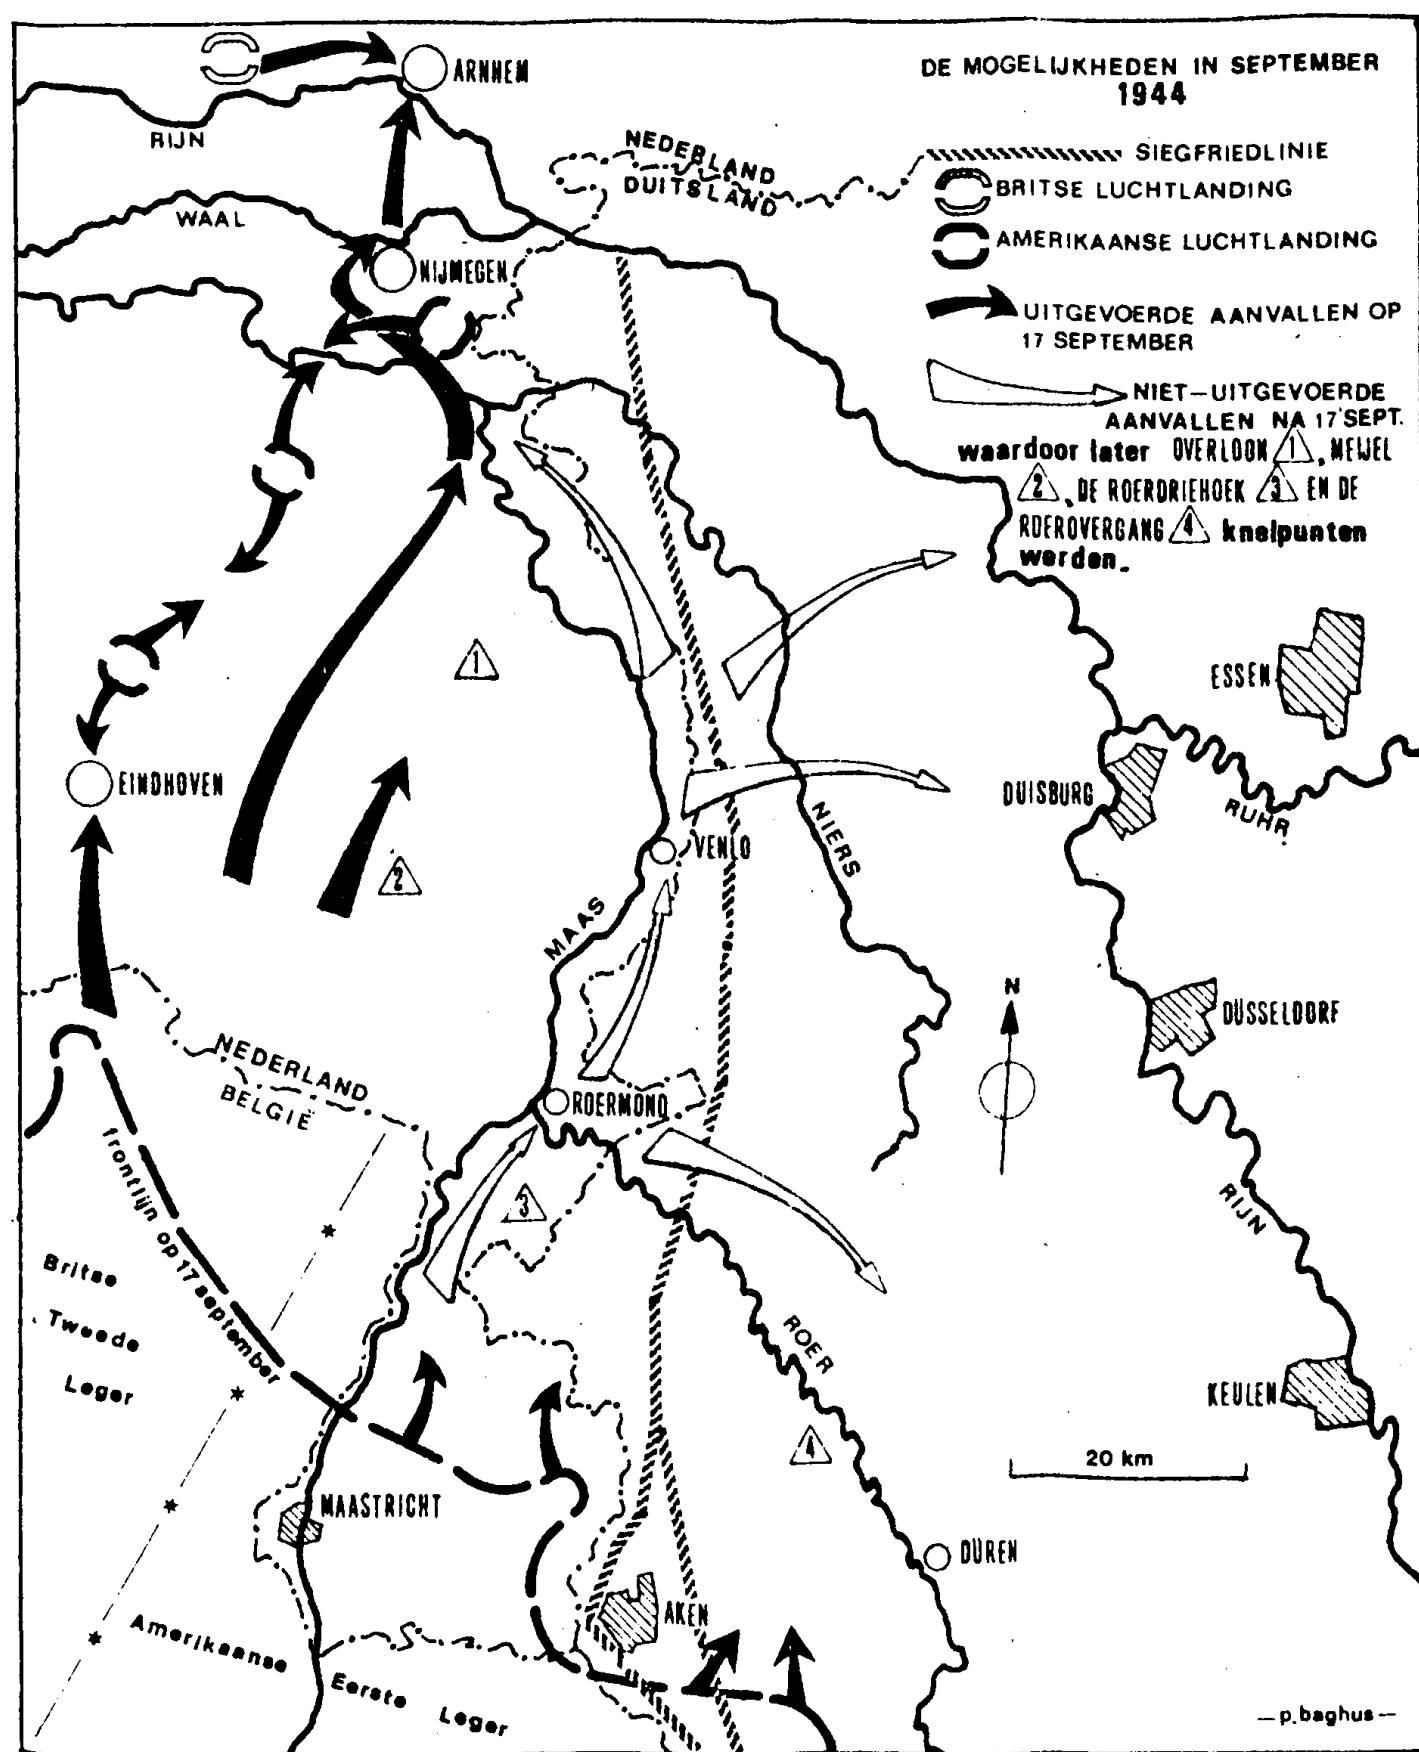 DE MOGELIJKHEDEN IN SEPTEMBER
1944
SIEGFRIEDLINIE
BRITSE LUCHTLANDING
AMERIKAANSE LUCHTLANDING
UITGEVOERDE AANVALLEN OP
17 SEPTEMBER
NIET-UITGEVOERDE
AANVALLEN NA 17 SEPT.
waardoor later OVERLOON 1, MEIJEL
2, DE ROERDRIEHOEK 3 EN DE
ROEROVERGANG 4 knelpunten
werden.
ARNHEM
RIJN
NEDERLAND
DUITSLAND
WAAL
NIJMEGEN
1
ESSEN
EINDHOVEN
DUISBURG
RUHR
NIERS
VENLO
2
MAAS
N
DÜSSELDORF
NEDERLAND
BELGIË
ROERMOND
frontlijn op 17 september
3
RIJN
Britse
Tweede
Leger
ROER
KEULEN
4
20 km
MAASTRICHT
DÜREN
AKEN
Amerikaanse Eerste Leger
—p.baghus—